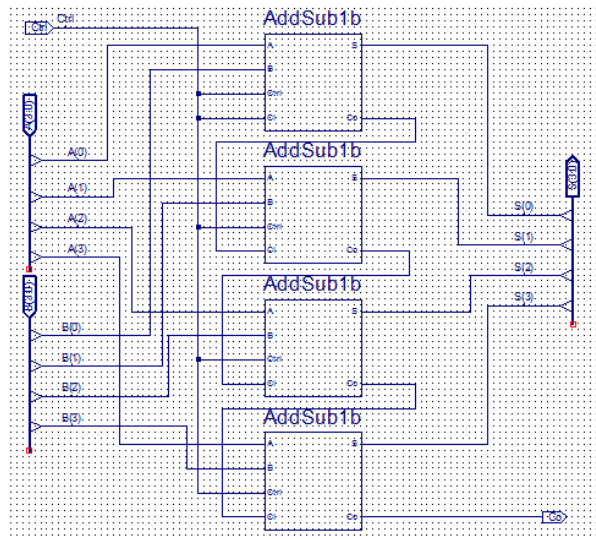 Ctrl
Ctrl
AddSub1b
A
S
B
Ctrl
Ci
Co
A(3:0)
A(0)
A(1)
A(2)
A(3)
AddSub1b
A
S
B
Ctrl
Ci
Co
S(3:0)
S(0)
S(1)
S(2)
S(3)
B(3:0)
B(0)
B(1)
B(2)
B(3)
AddSub1b
A
S
B
Ctrl
Ci
Co
AddSub1b
A
S
B
Ctrl
Ci
Co
Co